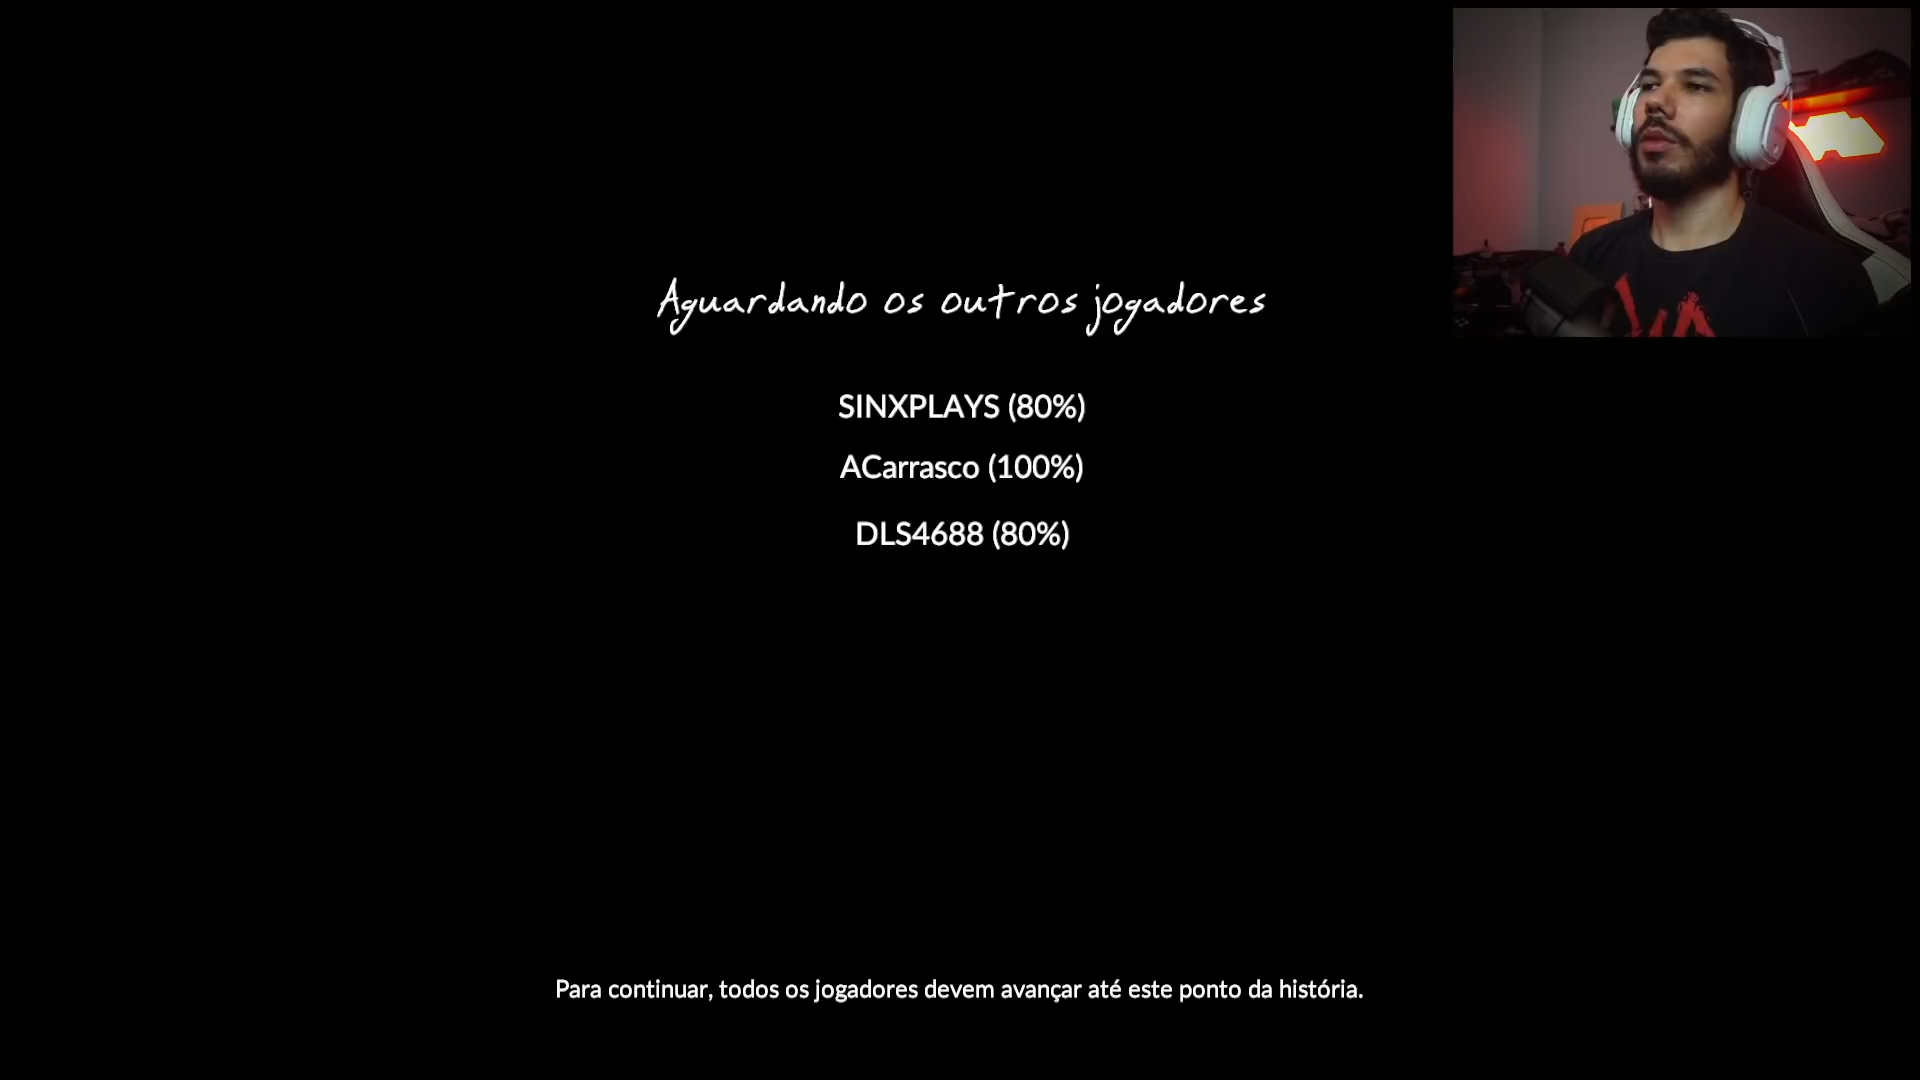 Aguardando os outros jogadores
SINXPLAYS (80%)
ACarrasco (100%)
DLS4688 (80%)
Para continuar, todos os jogadores devem avançar até este ponto da história.